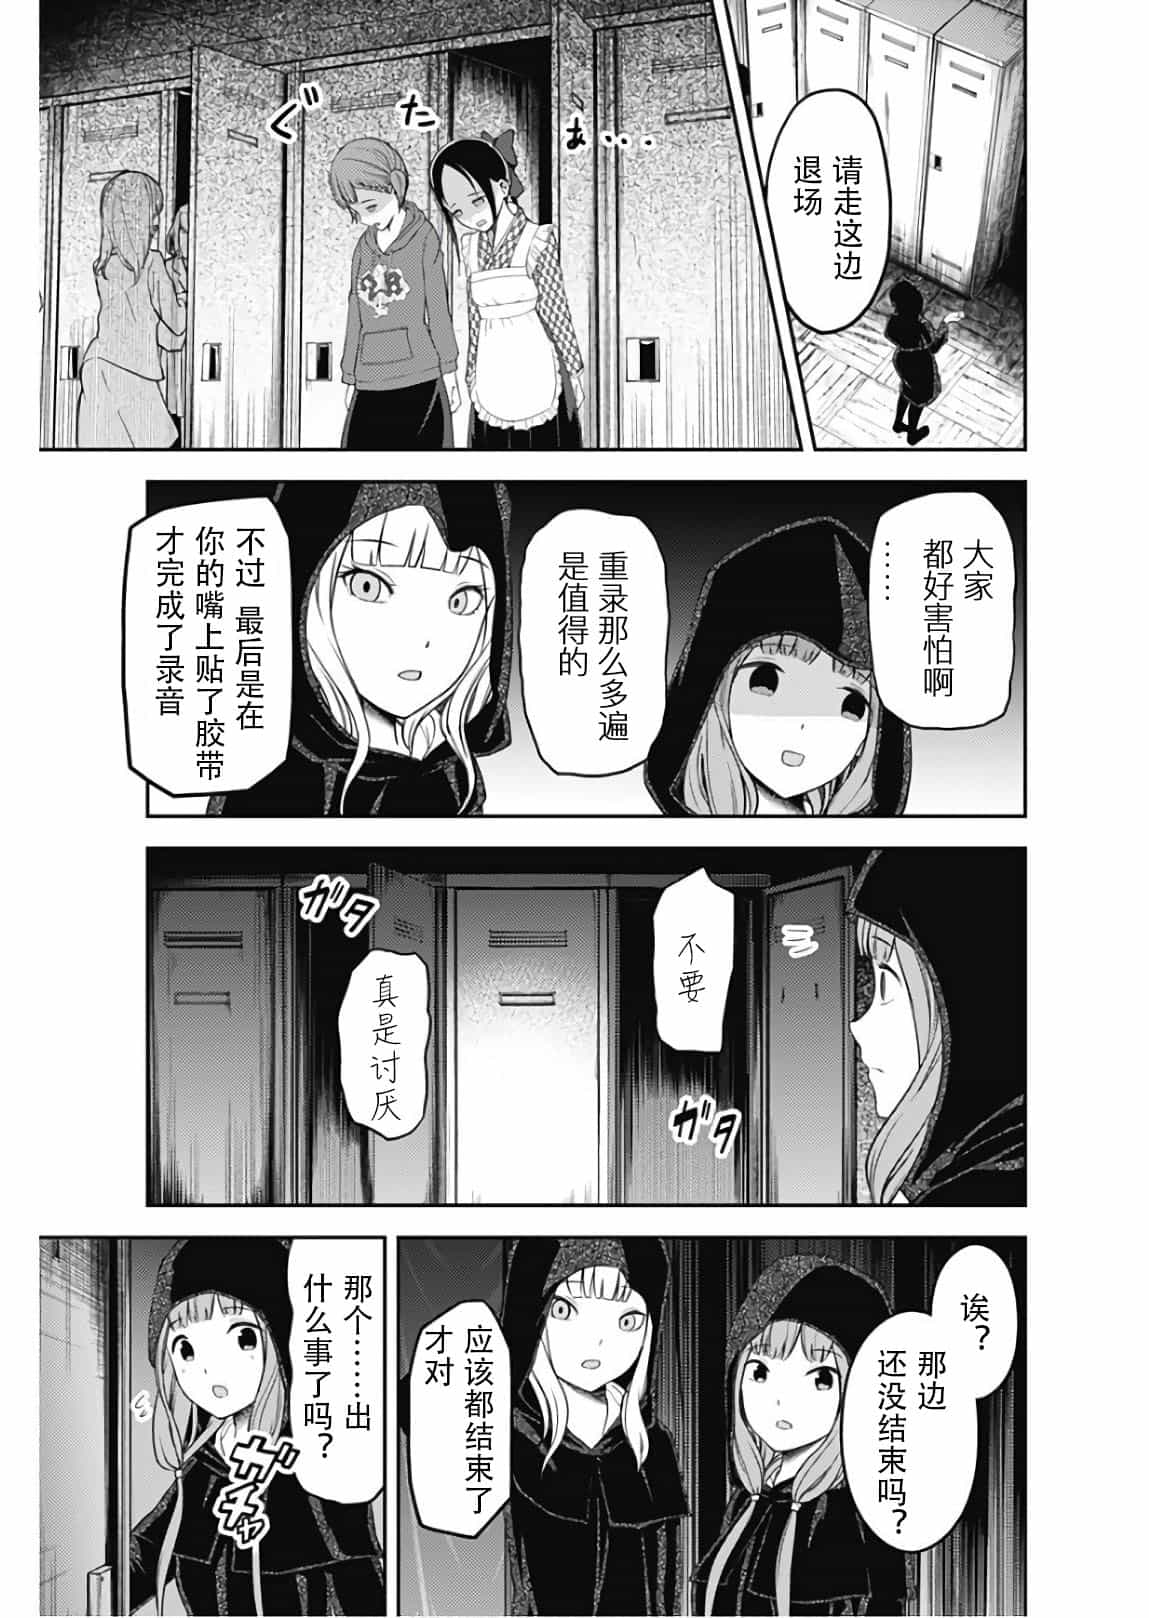 请走这边
退场
ぐ
た
ぁ...
大家
都好害怕啊
……
重录那么多遍
是值得的
不过 最后是在
你的嘴上贴了胶带
才完成了录音
不要
ガタ
ガタ
真是讨厌
诶？
那边
还没结束吗？
应该都结束了
才对
那个……出
什么事了吗？
ガチャ